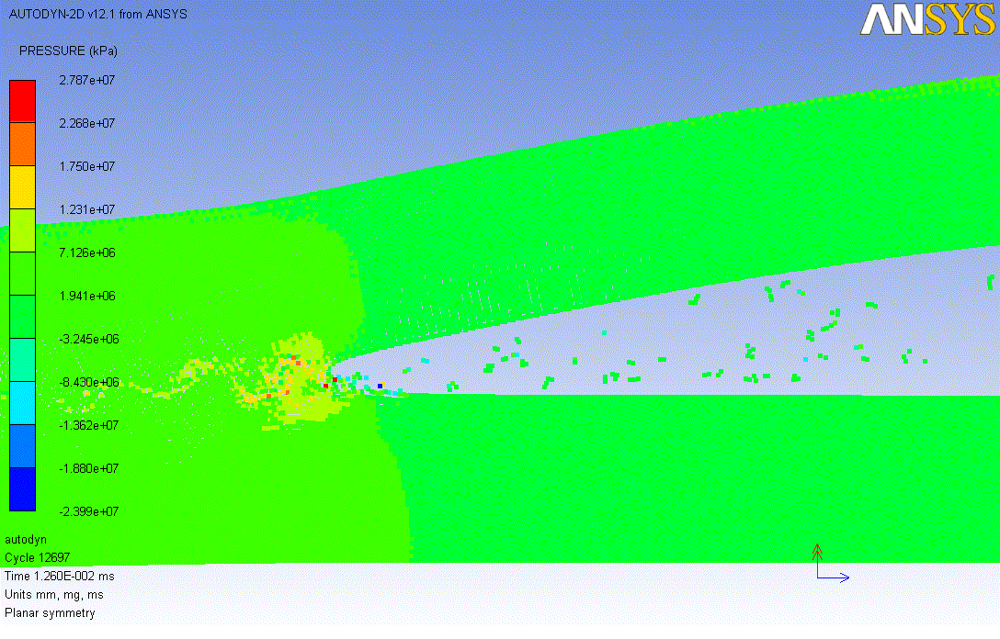 AUTODYN-2D v12.1 from ANSYS
ANSYS
PRESSURE (kPa)
2.787e+07
2.268e+07
1.750e+07
1.231e+07
7.126e+06
1.941e+06
-3.245e+06
-8.430e+06
-1.362e+07
-1.880e+07
-2.399e+07
autodyn
Cycle 12697
Time 1.260E-002 ms
Units mm, mg, ms
Planar symmetry